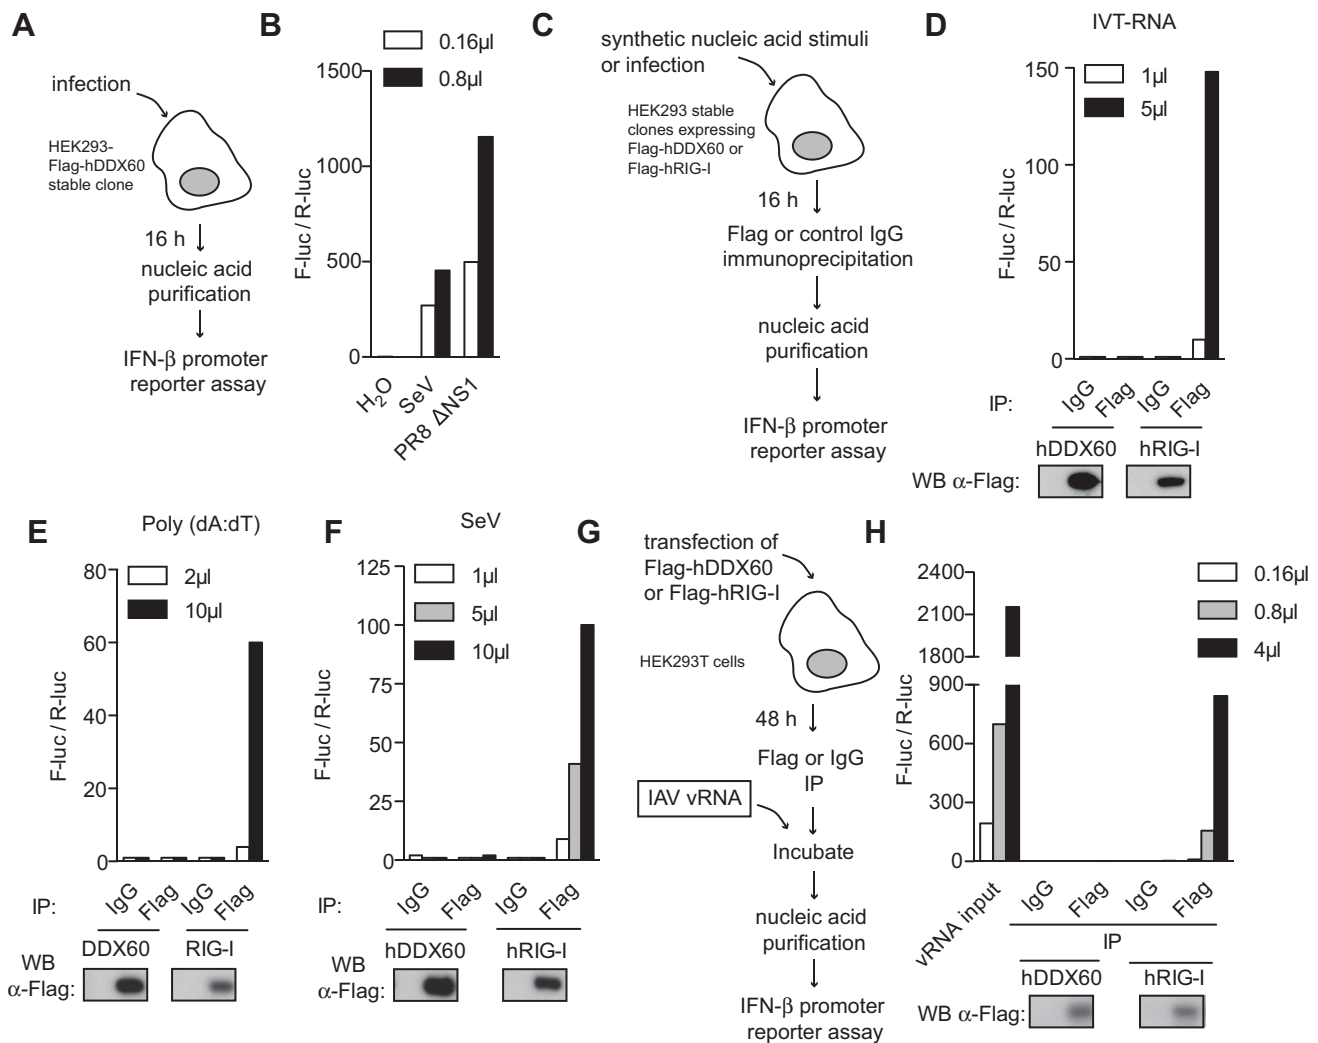 A
infection
HEK293-
Flag-hDDX60
stable clone
16 h
nucleic acid
purification
IFN-β promoter
reporter assay
B
0.16µl
0.8µl
F-luc / R-luc
1500
1000
500
0
H2O
SeV
PR8 ΔNS1
C
synthetic nucleic acid stimuli
or infection
HEK293 stable
clones expressing
Flag-hDDX60 or
Flag-hRIG-I
16 h
Flag or control IgG
immunoprecipitation
nucleic acid
purification
IFN-β promoter
reporter assay
D
IVT-RNA
1µl
5µl
F-luc / R-luc
150
100
50
0
IP:
IgG
Flag
IgG
Flag
hDDX60
hRIG-I
WB α-Flag:
E
Poly (dA:dT)
2µl
10µl
F-luc / R-luc
80
60
40
20
0
IP:
IgG
Flag
IgG
Flag
DDX60
RIG-I
WB
α-Flag:
F
SeV
1µl
5µl
10µl
F-luc / R-luc
125
100
75
50
25
0
IP:
IgG
Flag
IgG
Flag
hDDX60
hRIG-I
WB
α-Flag:
G
transfection of
Flag-hDDX60
or Flag-hRIG-I
HEK293T cells
48 h
Flag or IgG
IP
IAV vRNA
Incubate
nucleic acid
purification
IFN-β promoter
reporter assay
H
0.16µl
0.8µl
4µl
F-luc / R-luc
2400
2100
1800
900
600
300
0
vRNA input
IgG
Flag
IgG
Flag
IP
hDDX60
hRIG-I
WB α-Flag: